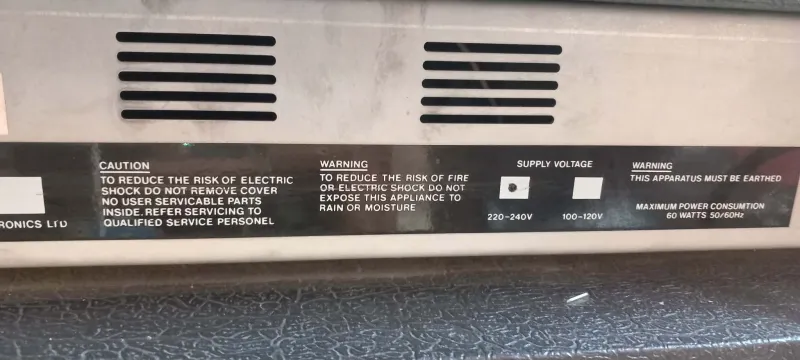 RONICS LTD
CAUTION
TO REDUCE THE RISK OF ELECTRIC
SHOCK DO NOT REMOVE COVER
NO USER SERVICABLE PARTS
INSIDE. REFER SERVICING TO
QUALIFIED SERVICE PERSONEL
WARNING
TO REDUCE THE RISK OF FIRE
OR ELECTRIC SHOCK DO NOT
EXPOSE THIS APPLIANCE TO
RAIN OR MOISTURE
SUPPLY VOLTAGE
220-240V
100-120V
WARNING
THIS APPARATUS MUST BE EARTHED
MAXIMUM POWER CONSUMTION
60 WATTS 50/60Hz